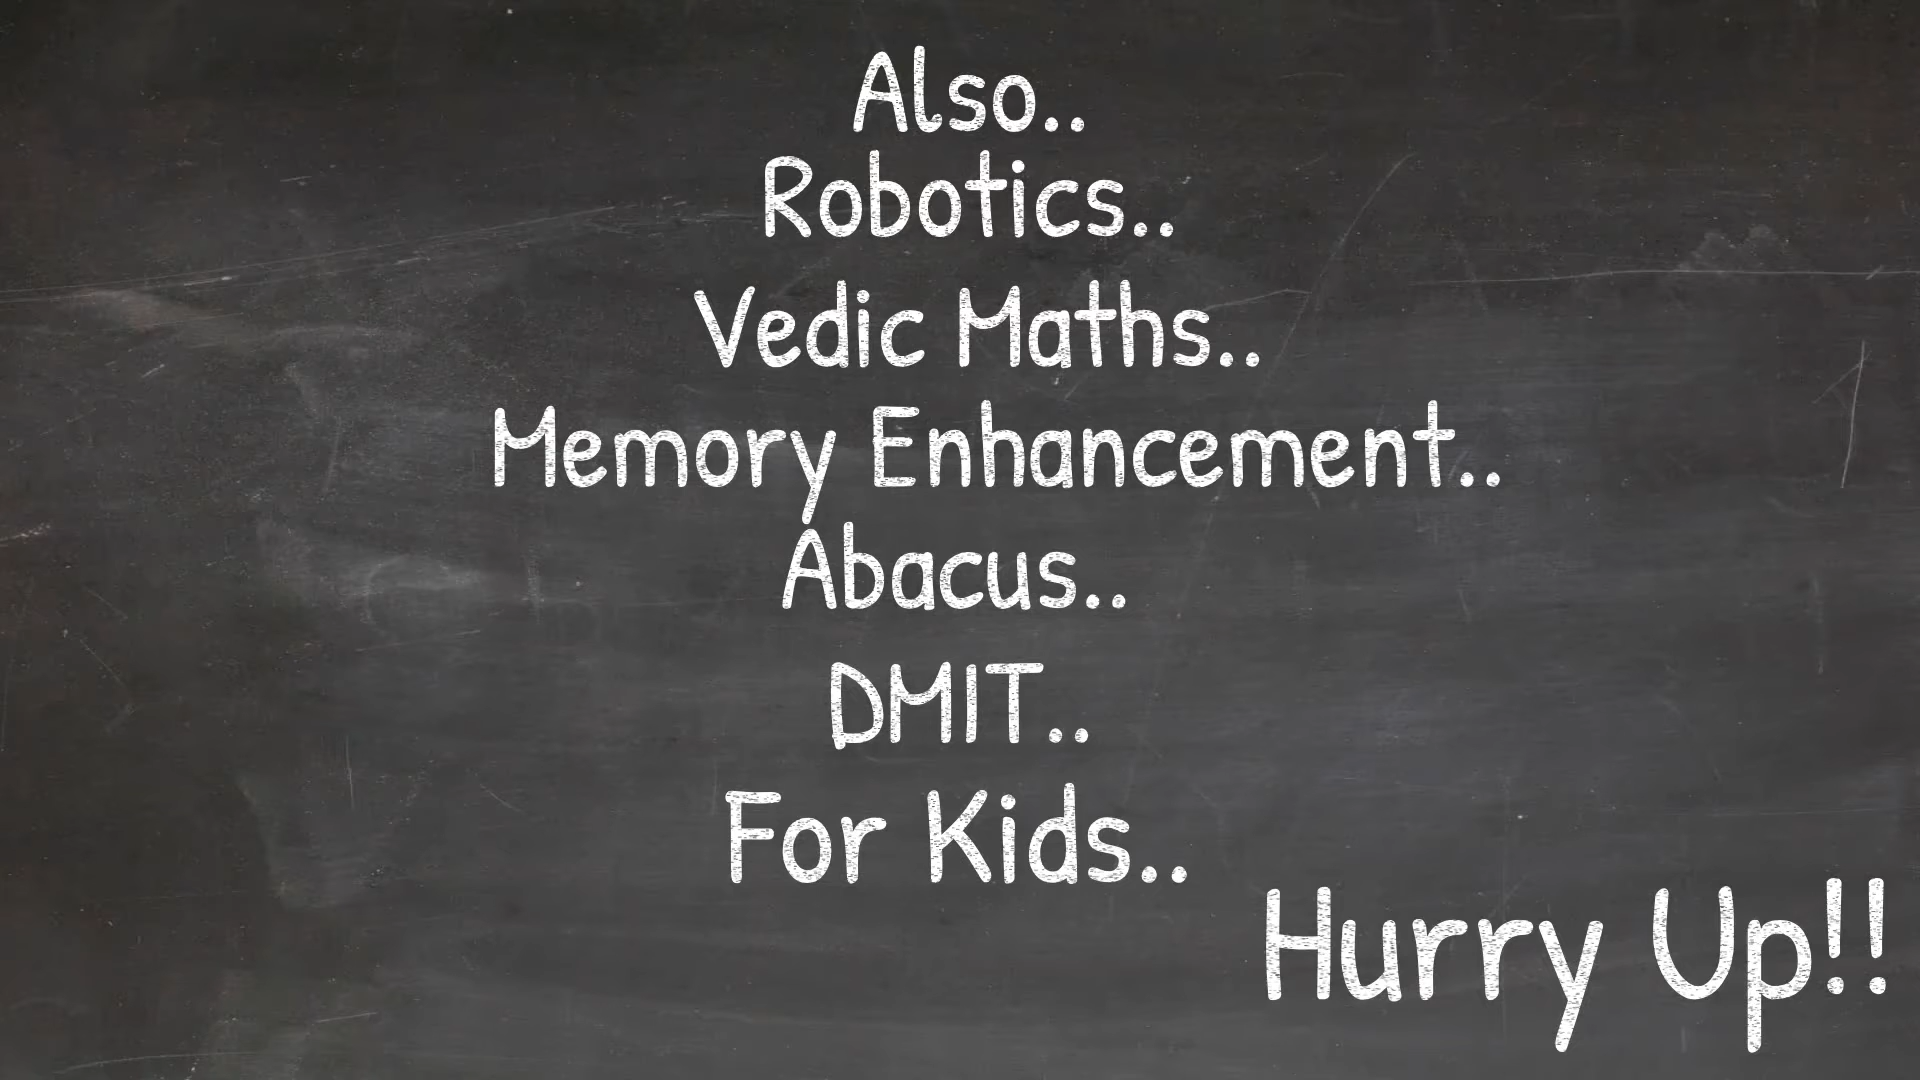 Also..
Robotics..
Vedic Maths..
Memory Enhancement..
Abacus..
DMIT..
For Kids..
Hurry Up!!